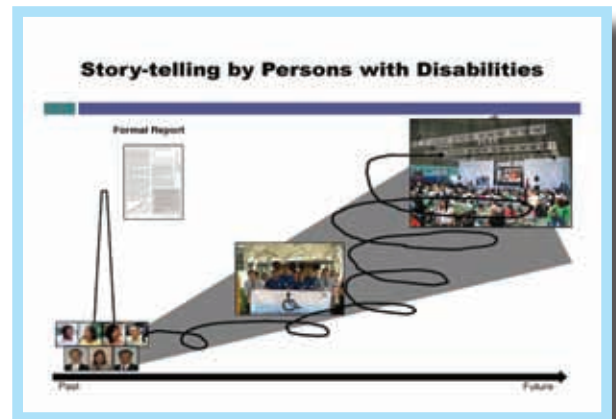 Story-telling by Persons with Disabilities
Formal Report
Past
Future